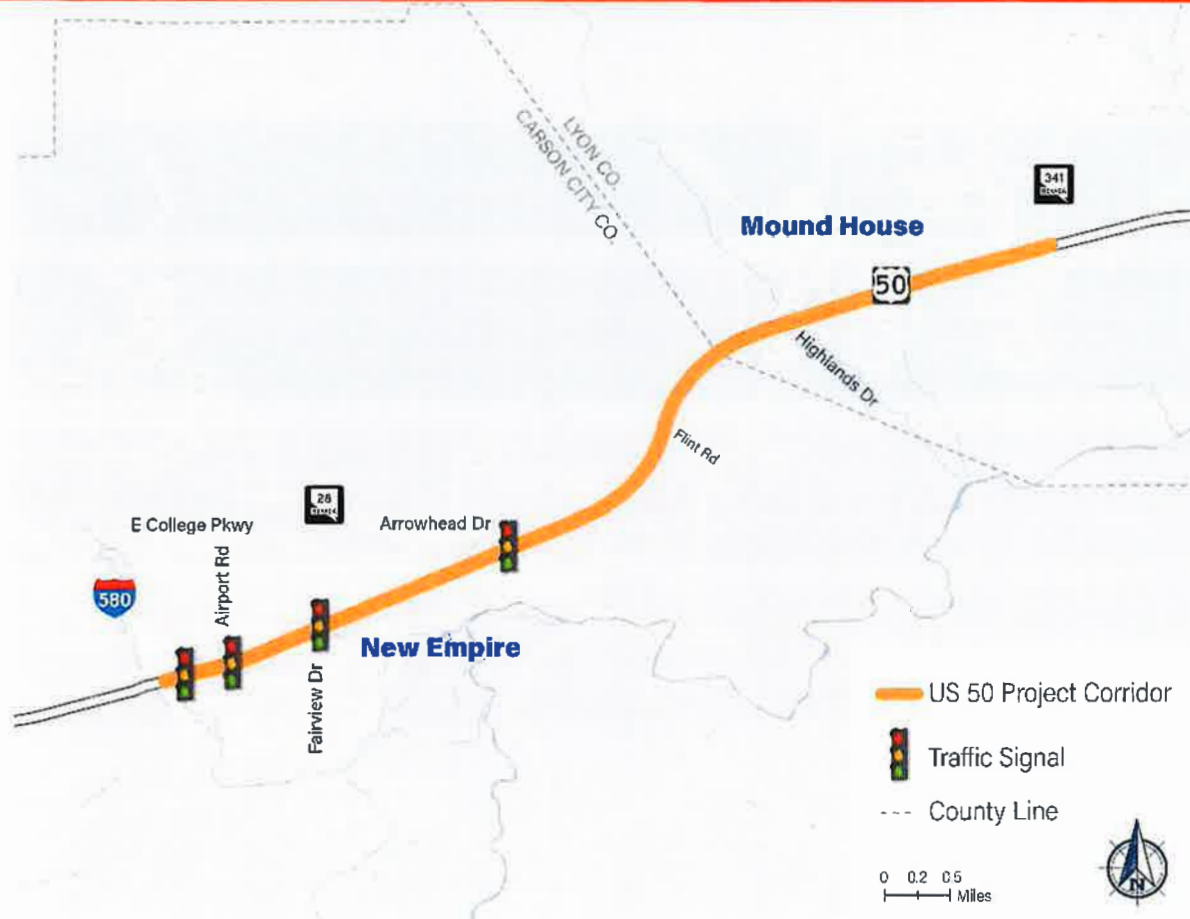 LYON CO.
CARSON CITY CO.
341
NEVADA
Mound House
50
Highlands Dr
Flint Rd
28
NEVADA
E College Pkwy
Arrowhead Dr
Airport Rd
580
New Empire
Fairview Dr
US 50 Project Corridor
Traffic Signal
County Line
0 0.2 0.5
Miles
N